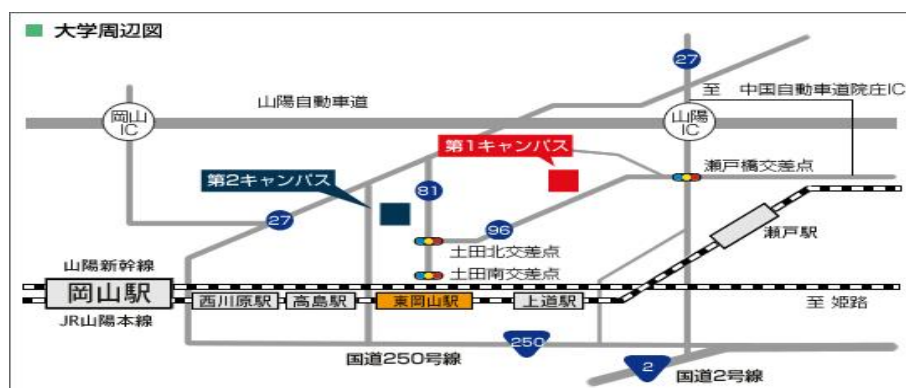 大学周辺図
27
至 中国自動車道院庄IC
山陽自動車道
岡山
IC
山陽
IC
第1キャンパス
瀬戸橋交差点
第2キャンパス
81
27
96
瀬戸駅
土田北交差点
山陽新幹線
土田南交差点
岡山駅
西川原駅
高島駅
東岡山駅
上道駅
至 姫路
JR山陽本線
250
国道250号線
2
国道2号線